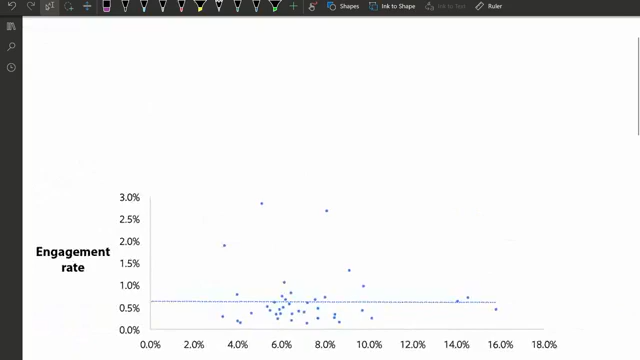 Shapes Ink to Shape Ink to Text Ruler
3.0%
2.5%
2.0%
Engagement
rate
1.5%
1.0%
0.5%
0.0%
0.0% 2.0% 4.0% 6.0% 8.0% 10.0% 12.0% 14.0% 16.0% 18.0%